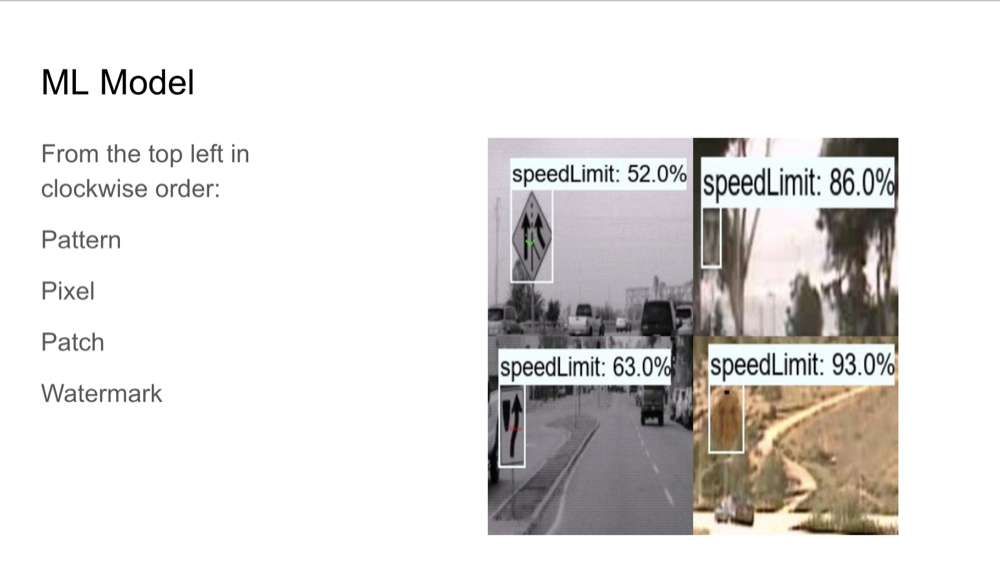 ML Model
From the top left in
clockwise order:
Pattern
Pixel
Patch
Watermark
speedLimit: 52.0%
speedLimit: 86.0%
speedLimit: 63.0%
speedLimit: 93.0%